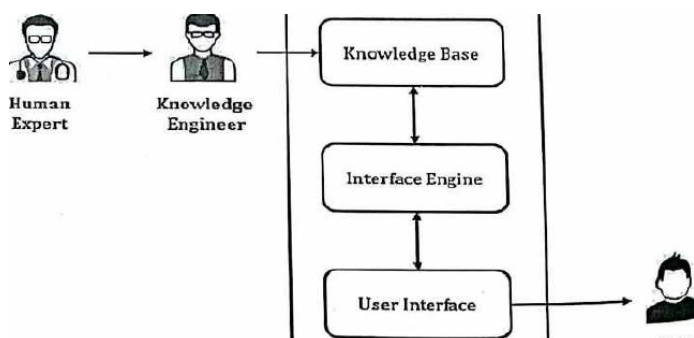 Human
Expert
Knowledge
Engineer
Knowledge Base
Interface Engine
User Interface